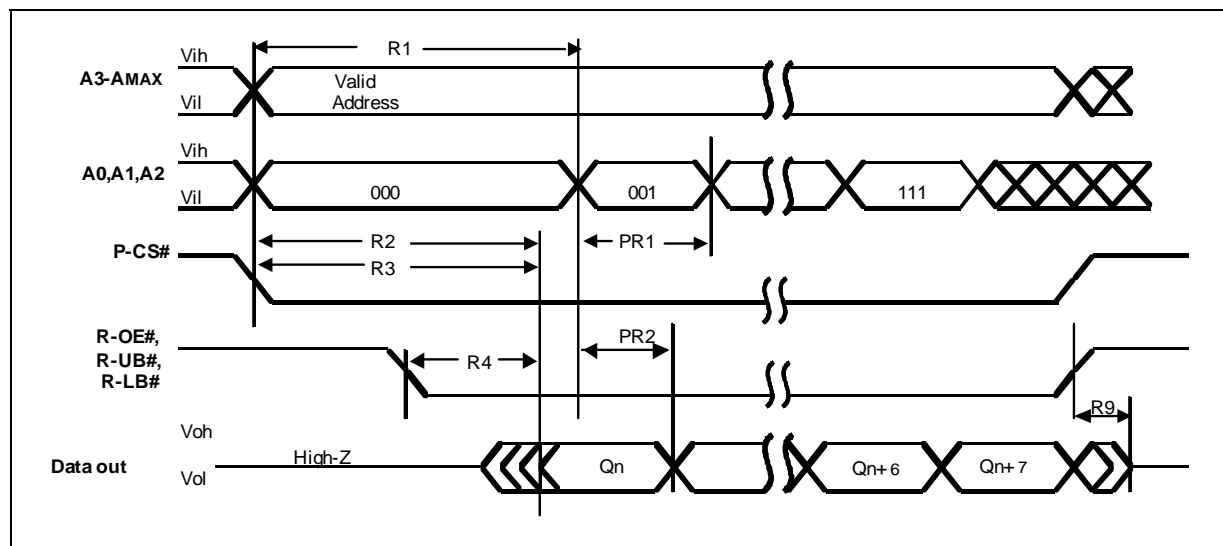 R1
Vih
A3-AMAX
Valid
Address
Vil
Vih
A0,A1,A2
000
001
111
Vil
R2
PR1
P-CS#
R3
R-OE#,
PR2
R-UB#,
R4
R-LB#
R9
Voh
High-Z
Data out
Qn
Qn+6
Qn+7
Vol